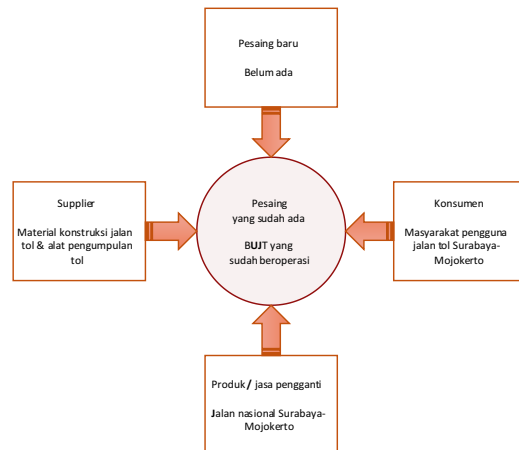 Pesaing baru
Belum ada
Supplier
Material konstruksi jalan
tol & alat pengumpulan
tol
Pesaing
yang sudah ada
BUJT yang
sudah beroperasi
Konsumen
Masyarakat pengguna
jalan tol Surabaya-
Mojokerto
Produk/ jasa pengganti
Jalan nasional Surabaya-
Mojokerto